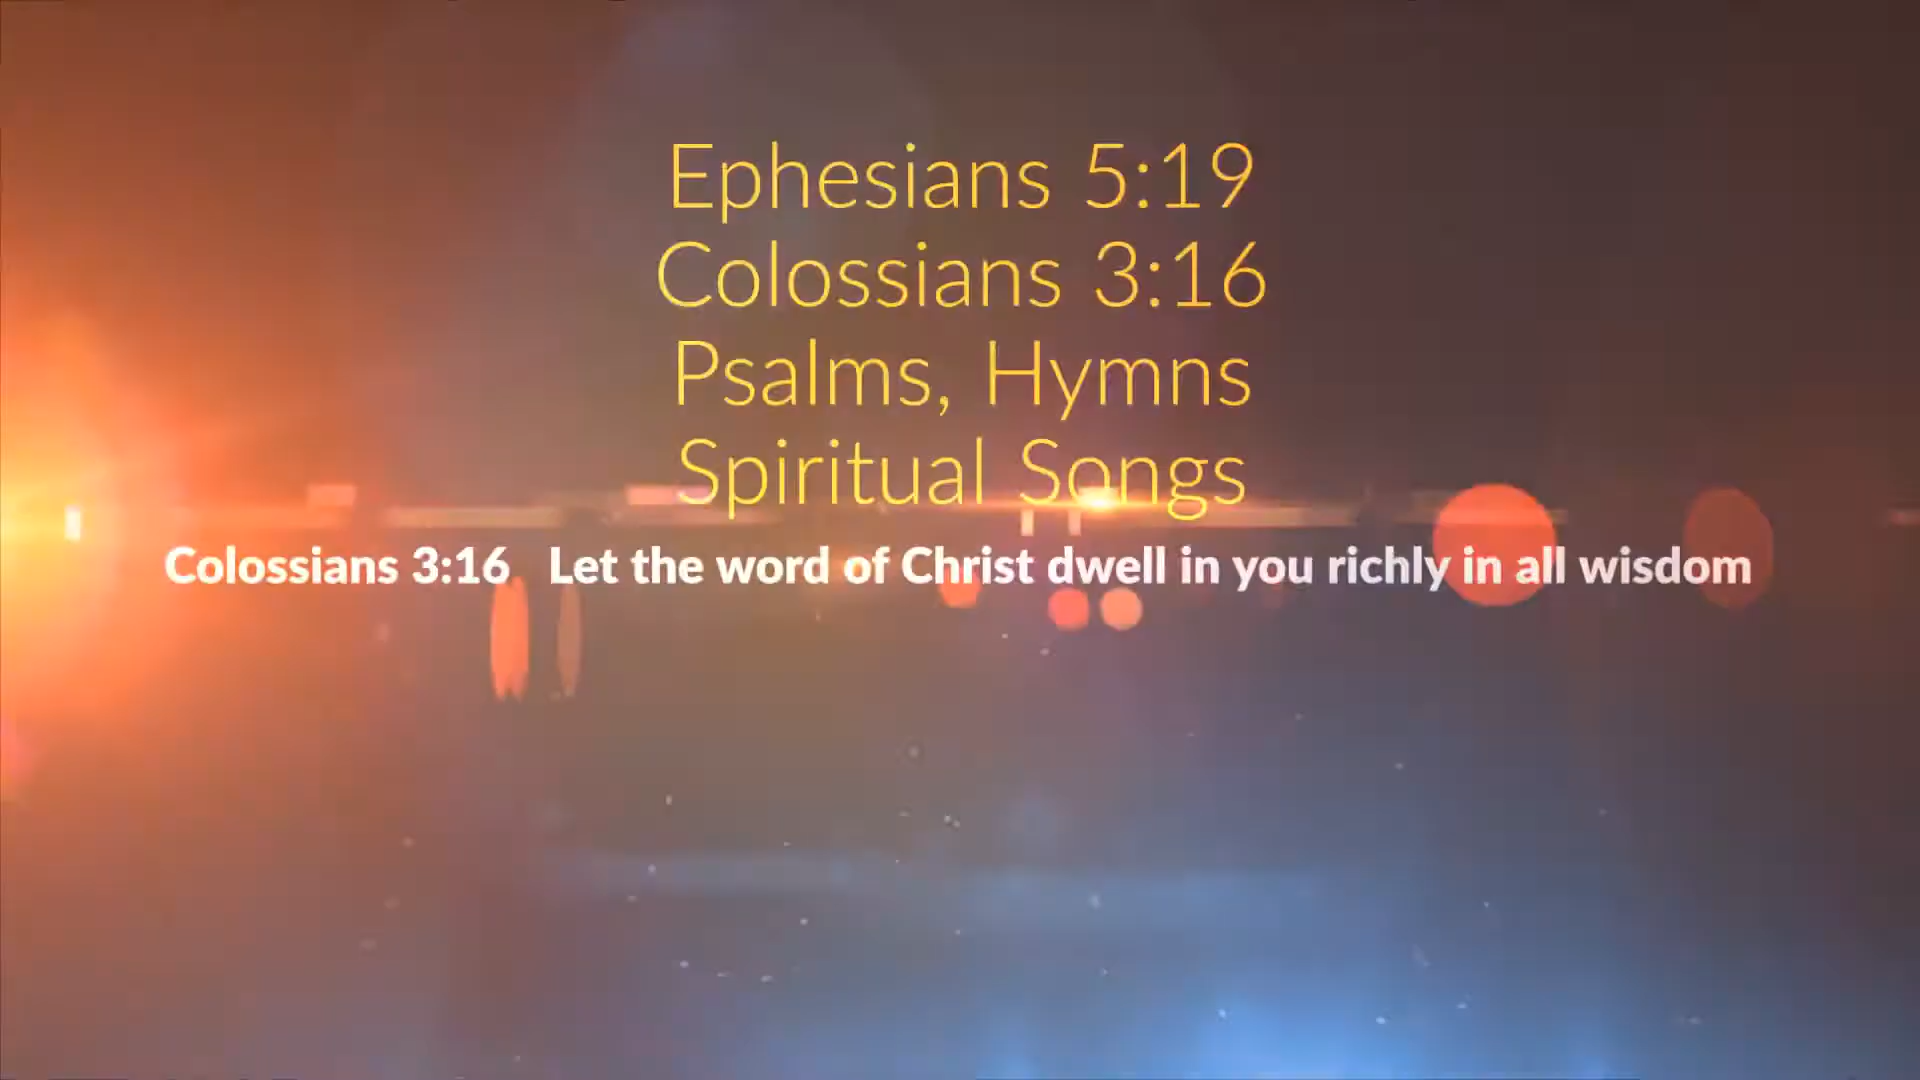 Ephesians 5:19
Colossians 3:16
Psalms, Hymns
Spiritual Songs
Colossians 3:16   Let the word of Christ dwell in you richly in all wisdom